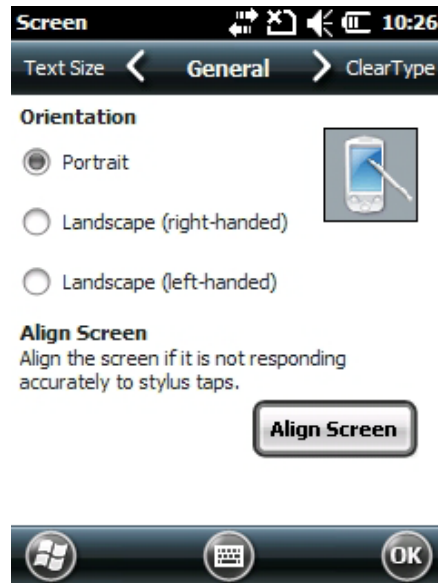 Screen 10:26
Text Size General ClearType
Orientation
Portrait
Landscape (right-handed)
Landscape (left-handed)
Align Screen
Align the screen if it is not responding
accurately to stylus taps.
Align Screen
OK